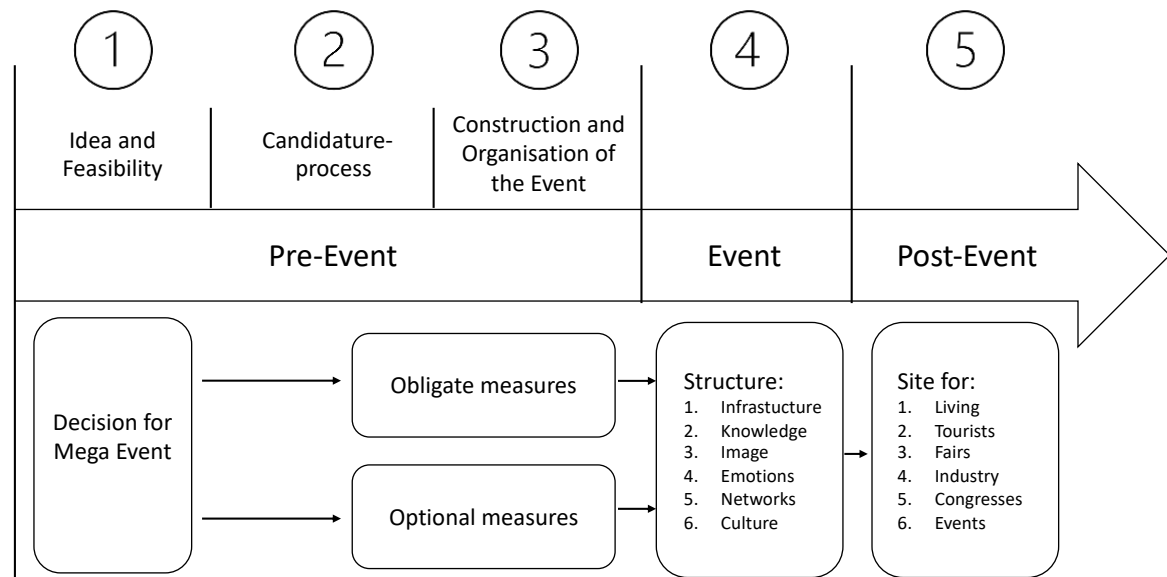 1
2
3
4
5
Idea and
Feasibility
Candidature-
process
Construction and
Organisation of
the Event
Pre-Event
Event
Post-Event
Decision for
Mega Event
Obligate measures
Optional measures
Structure:
1. Infrastucture
2. Knowledge
3. Image
4. Emotions
5. Networks
6. Culture
Site for:
1. Living
2. Tourists
3. Fairs
4. Industry
5. Congresses
6. Events